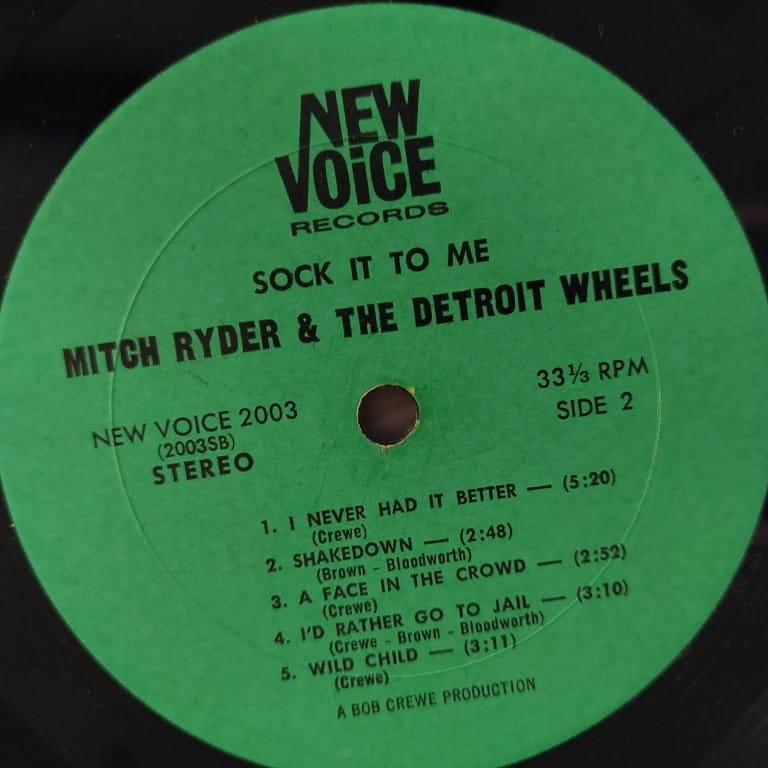 NEW
VOiCE
RECORDS
SOCK IT TO ME
MITCH RYDER & THE DETROIT WHEELS
NEW VOICE 2003
(2003SB)
STEREO
33⅓ RPM
SIDE 2
1. I NEVER HAD IT BETTER — (5:20)
(Crewe)
2. SHAKEDOWN — (2:48)
(Brown - Bloodworth)
3. A FACE IN THE CROWD — (2:52)
(Crewe)
4. I'D RATHER GO TO JAIL — (3:10)
(Crewe - Brown - Bloodworth)
5. WILD CHILD — (3:11)
(Crewe)
A BOB CREWE PRODUCTION